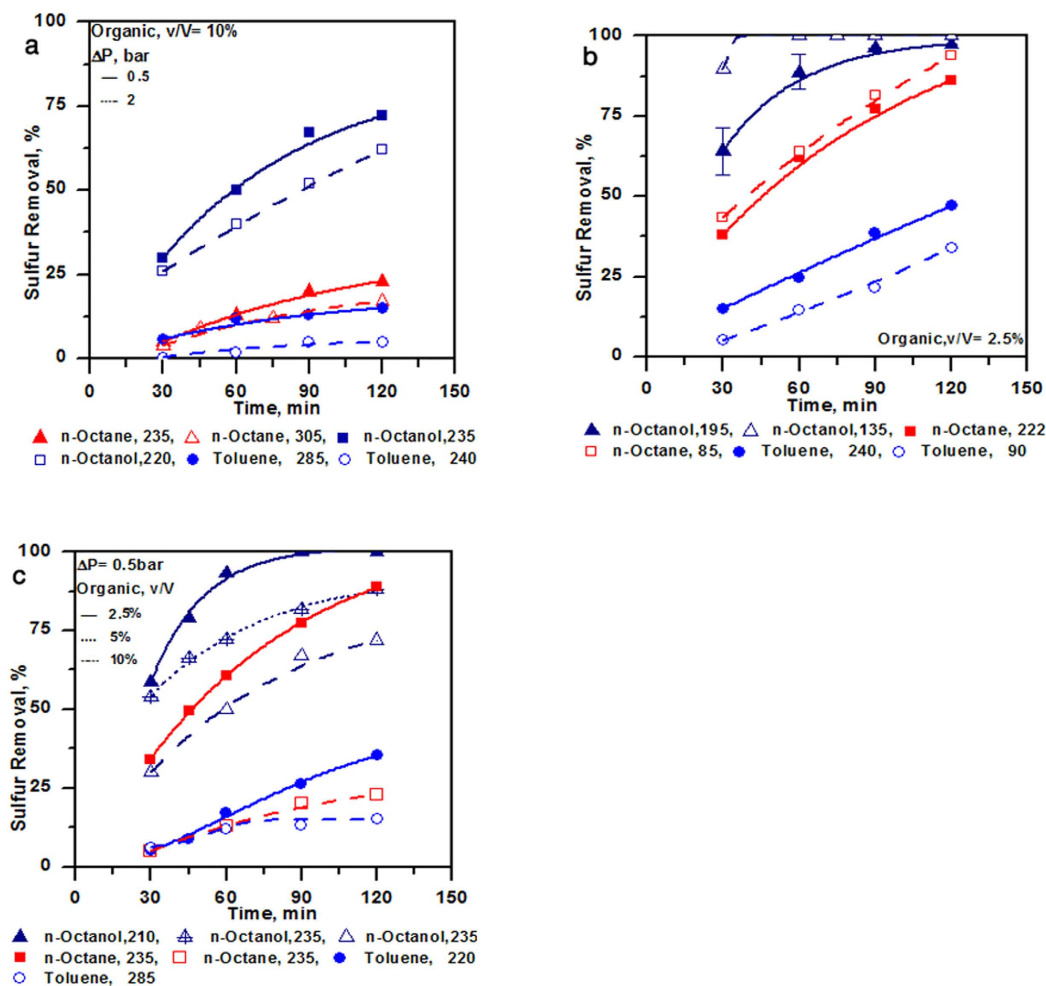 a
Organic, v/V= 10%
ΔP, bar
0.5
2
100
75
50
25
0
Sulfur Removal, %
0 30 60 90 120 150
Time, min
n-Octane, 235, n-Octane, 305, n-Octanol,235
n-Octanol,220, Toluene, 285, Toluene, 240
b
100
75
50
25
0
Sulfur Removal, %
Organic,v/V= 2.5%
0 30 60 90 120 150
Time, min
n-Octanol,195, n-Octanol,135, n-Octane, 222
n-Octane, 85, Toluene, 240, Toluene, 90
c
ΔP= 0.5bar
Organic, v/V
2.5%
5%
10%
100
75
50
25
0
Sulfur Removal, %
0 30 60 90 120 150
Time, min
n-Octanol,210, n-Octanol,235, n-Octanol,235
n-Octane, 235, n-Octane, 235, Toluene, 220
Toluene, 285